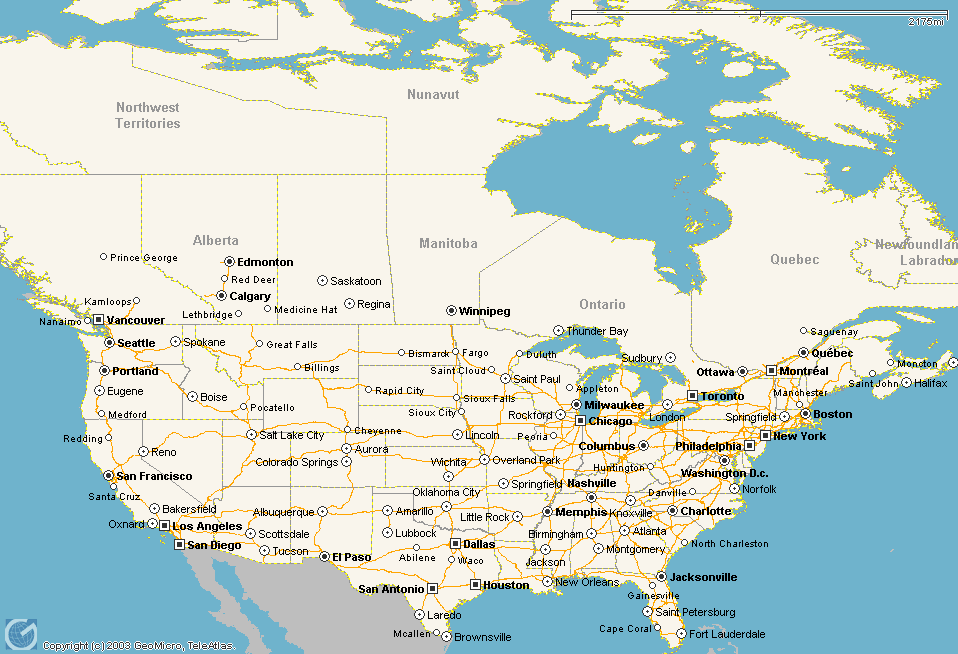 2175mi
Nunavut
Northwest
Territories
Alberta
Manitoba
Newfoundlan
Labrador
Quebec
Prince George
Edmonton
Red Deer
Saskatoon
Calgary
Kamloops
Regina
Ontario
Medicine Hat
Lethbridge
Winnipeg
Nanaimo
Vancouver
Thunder Bay
Saguenay
Seattle
Spokane
Great Falls
Bismarck
Fargo
Duluth
Sudbury
Québec
Moncton
Portland
Billings
Saint Cloud
Saint Paul
Ottawa
Montréal
Saint John
Halifax
Eugene
Boise
Rapid City
Sioux Falls
Appleton
Toronto
Manchester
Pocatello
Medford
Sioux City
Rockford
Milwaukee
London
Springfield
Boston
Chicago
Redding
Salt Lake City
Cheyenne
Lincoln
Peoria
New York
Reno
Aurora
Columbus
Philadelphia
Colorado Springs
Wichita
Overland Park
Huntington
Washington D.c.
San Francisco
Springfield
Nashville
Santa Cruz
Oklahoma City
Danville
Norfolk
Bakersfield
Albuquerque
Amarillo
Little Rock
Memphis
Knoxville
Charlotte
Oxnard
Los Angeles
Scottsdale
Lubbock
Birmingham
Atlanta
San Diego
Tucson
El Paso
Dallas
Abilene
Waco
Jackson
Montgomery
North Charleston
San Antonio
Houston
New Orleans
Jacksonville
Gainesville
Laredo
Saint Petersburg
Mcallen
Brownsville
Cape Coral
Fort Lauderdale
Copyright (c) 2003 GeoMicro, TeleAtlas.